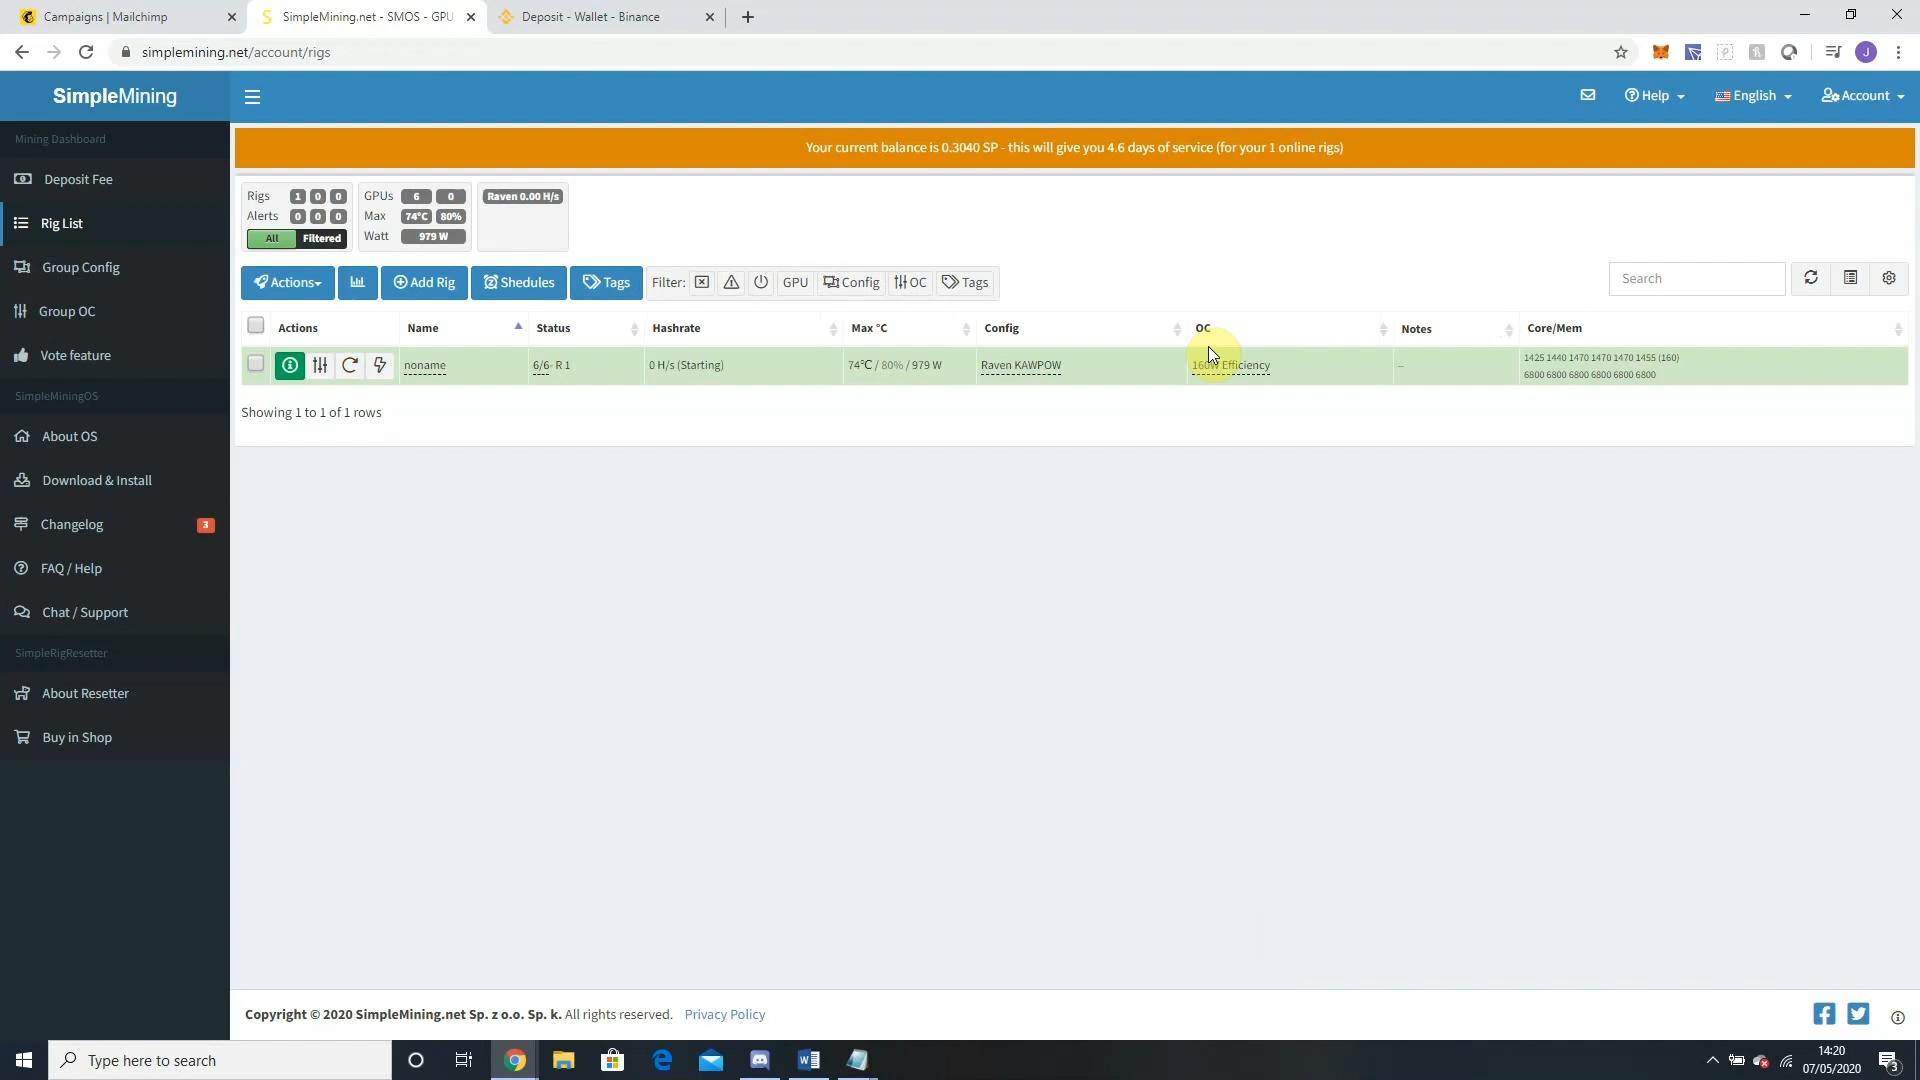 Campaigns | Mailchimp
SimpleMining.net - SMOS - GPU
Deposit - Wallet - Binance
simplemining.net/account/rigs
J
SimpleMining
Help
English
Account
Mining Dashboard
Deposit Fee
Rig List
Group Config
Group OC
Vote feature
SimpleMiningOS
About OS
Download & Install
Changelog
3
FAQ / Help
Chat / Support
SimpleRigResetter
About Resetter
Buy in Shop
Your current balance is 0.3040 SP - this will give you 4.6 days of service (for your 1 online rigs)
Rigs 1 0 0
Alerts 0 0 0
All Filtered
GPUs 6 0
Max 74°C 80%
Watt 979 W
Raven 0.00 H/s
Actions
Add Rig
Shedules
Tags
Filter:
GPU
Config
OC
Tags
Search
Actions Name Status Hashrate Max °C Config OC Notes Core/Mem
noname 6/6- R 1 0 H/s (Starting) 74°C / 80% / 979 W Raven KAWPOW 160W Efficiency – 1425 1440 1470 1470 1470 1455 (160)
6800 6800 6800 6800 6800 6800
Showing 1 to 1 of 1 rows
Copyright © 2020 SimpleMining.net Sp. z o.o. Sp. k. All rights reserved. Privacy Policy
Type here to search
14:20
07/05/2020
3